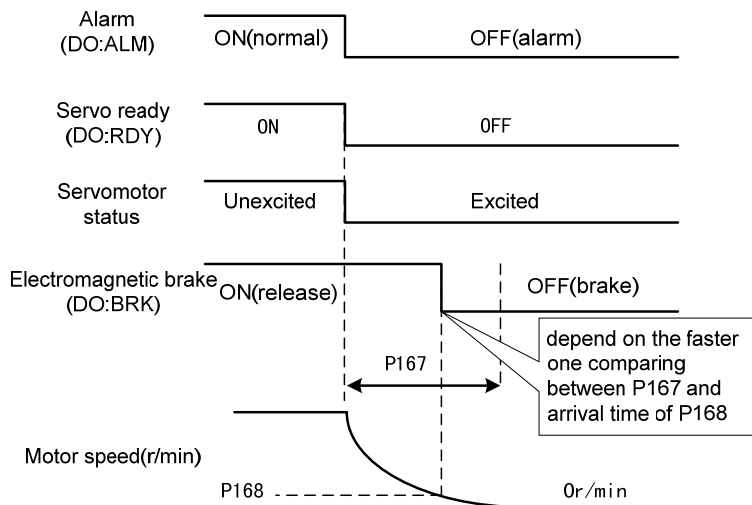 Alarm
(DO:ALM)
ON(normal)
OFF(alarm)
Servo ready
(DO:RDY)
ON
OFF
Servomotor
status
Unexcited
Excited
Electromagnetic brake
(DO:BRK)
ON(release)
OFF(brake)
P167
depend on the faster
one comparing
between P167 and
arrival time of P168
Motor speed(r/min)
P168
0r/min